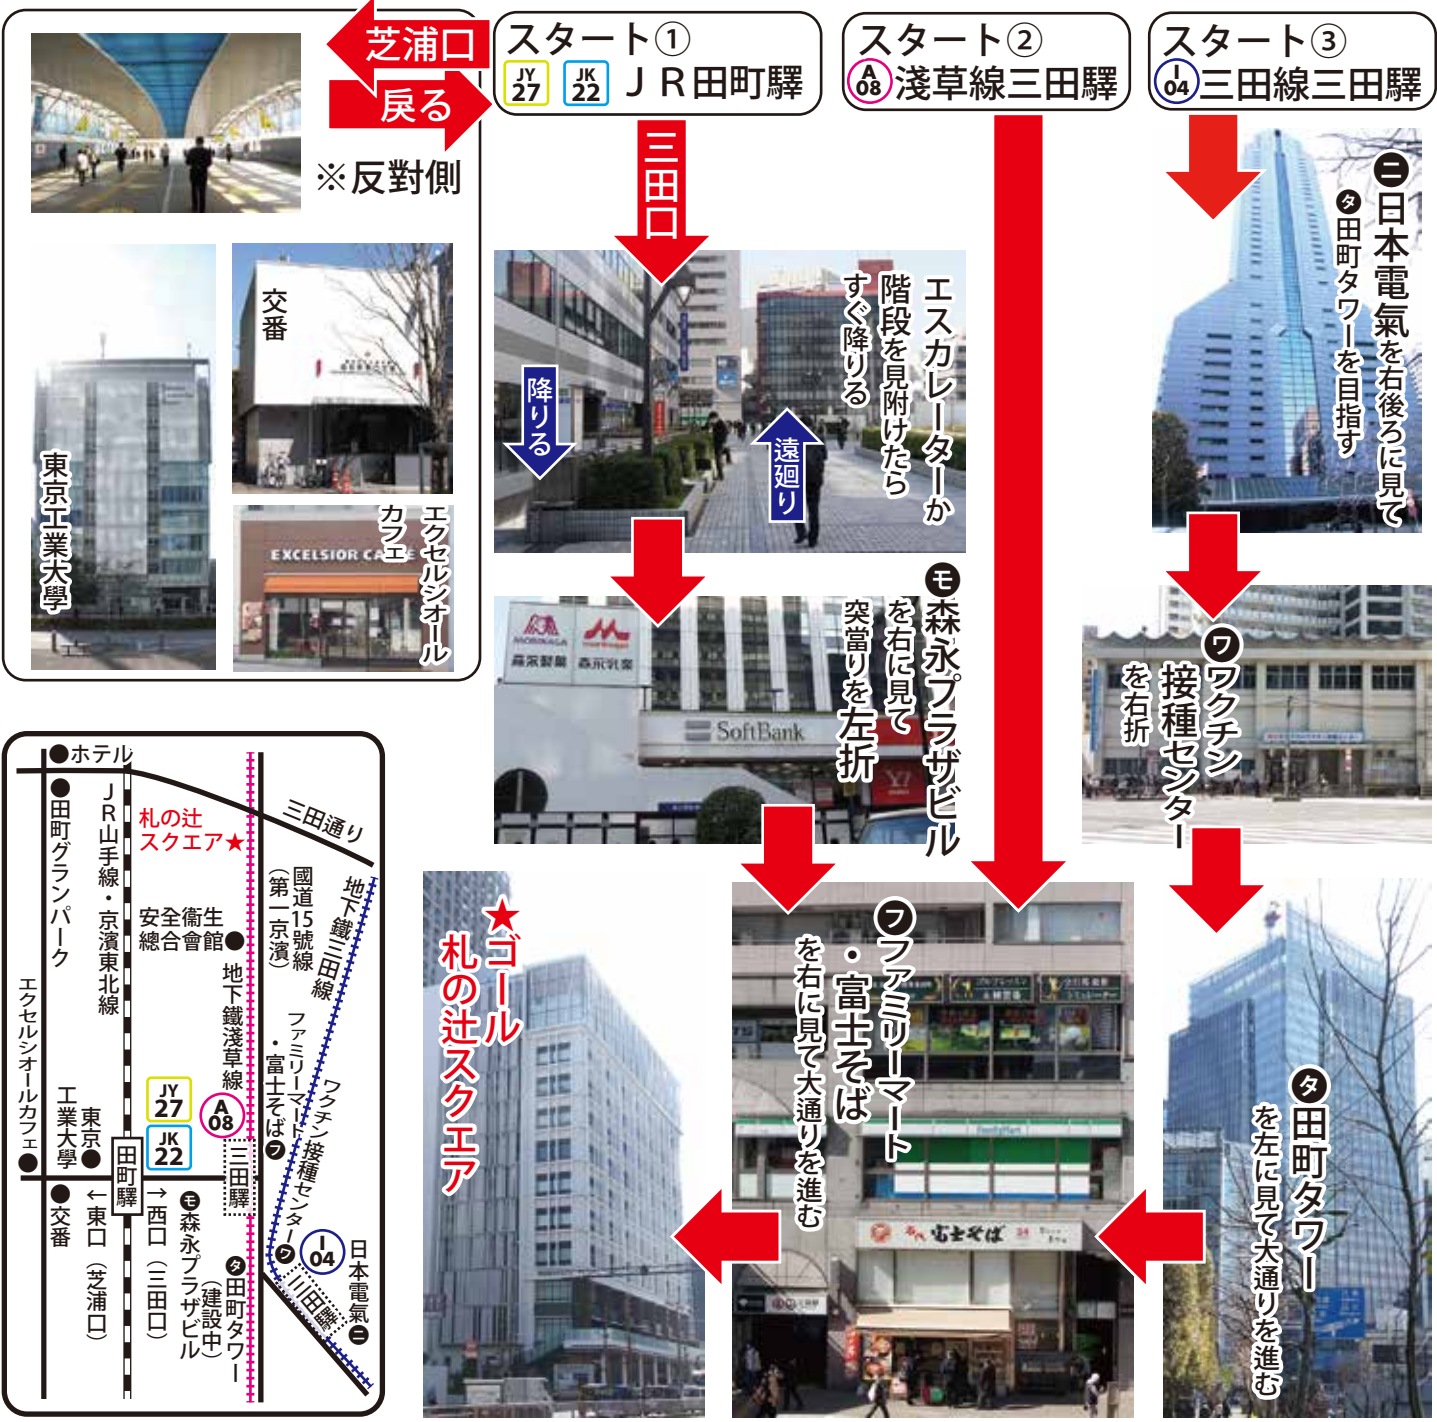 芝浦口
戻る
※反對側
交番
東京工業大學
EXCELSIOR CAFFE
エクセルシオール
カフェ
スタート①
JY
27
JK
22
ＪＲ田町驛
三田口
エスカレーターか
階段を見附けたら
すぐ降りる
降りる
遠廻り
モ森永プラザビル
を右に見て
突當りを左折
MORINAGA
森永製菓
森永乳業
SoftBank
Y!
スタート②
A
08
淺草線三田驛
フファミリーマート
・富士そば
を右に見て大通りを進む
FamilyMart
名代 富士そば
スタート③
I
04
三田線三田驛
ニ日本電氣を右後ろに見て
タ田町タワーを目指す
ワワクチン
接種センター
を右折
タ田町タワー
を左に見て大通りを進む
★ゴール
札の辻スクエア
●ホテル
●田町グランパーク
ＪＲ山手線・京濱東北線
札の辻
スクエア★
三田通り
安全衞生
總合會館●
國道15號線
（第一京濱）
地下鐵三田線
地下鐵淺草線
ファミリーマート
・富士そばフ
ワクチン接種センターワ
エクセルシオールカフェ●
東京●
工業大學
JY
27
JK
22
A
08
田町驛
三田驛
●交番
←東口（芝浦口）
→西口（三田口）
モ森永プラザビル
タ田町タワー
（建設中）
I
04
三田驛
日本電氣ニ